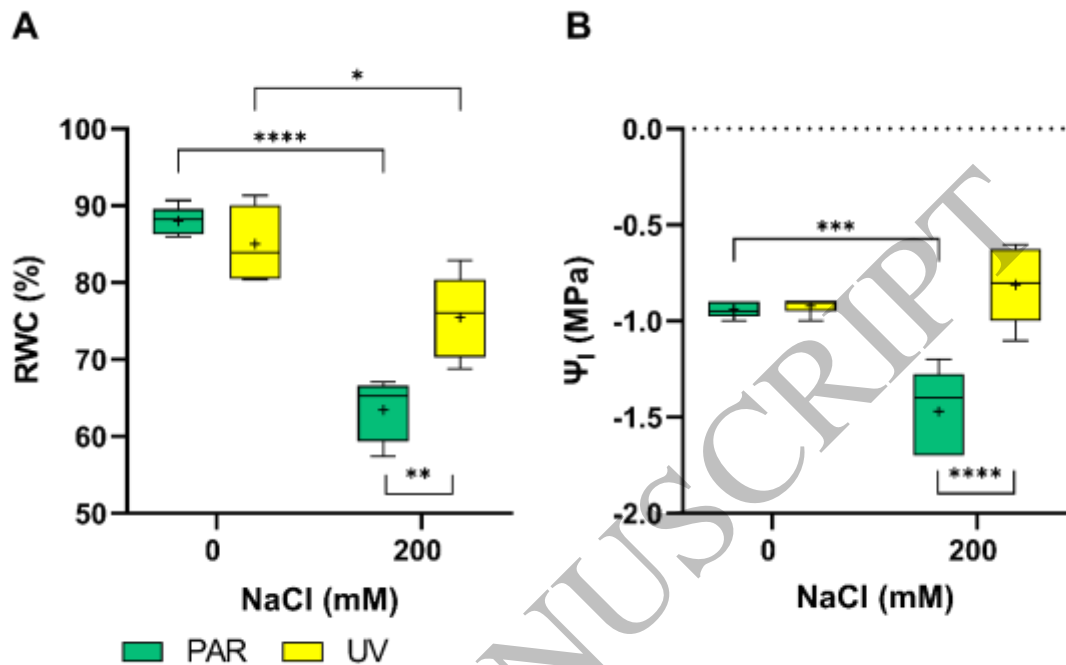 A
B
*
****
100
90
80
70
60
50
RWC (%)
**
0
200
NaCl (mM)
0.0
-0.5
-1.0
-1.5
-2.0
Ψl (MPa)
***
****
0
200
NaCl (mM)
PAR UV
NUSCRIPT